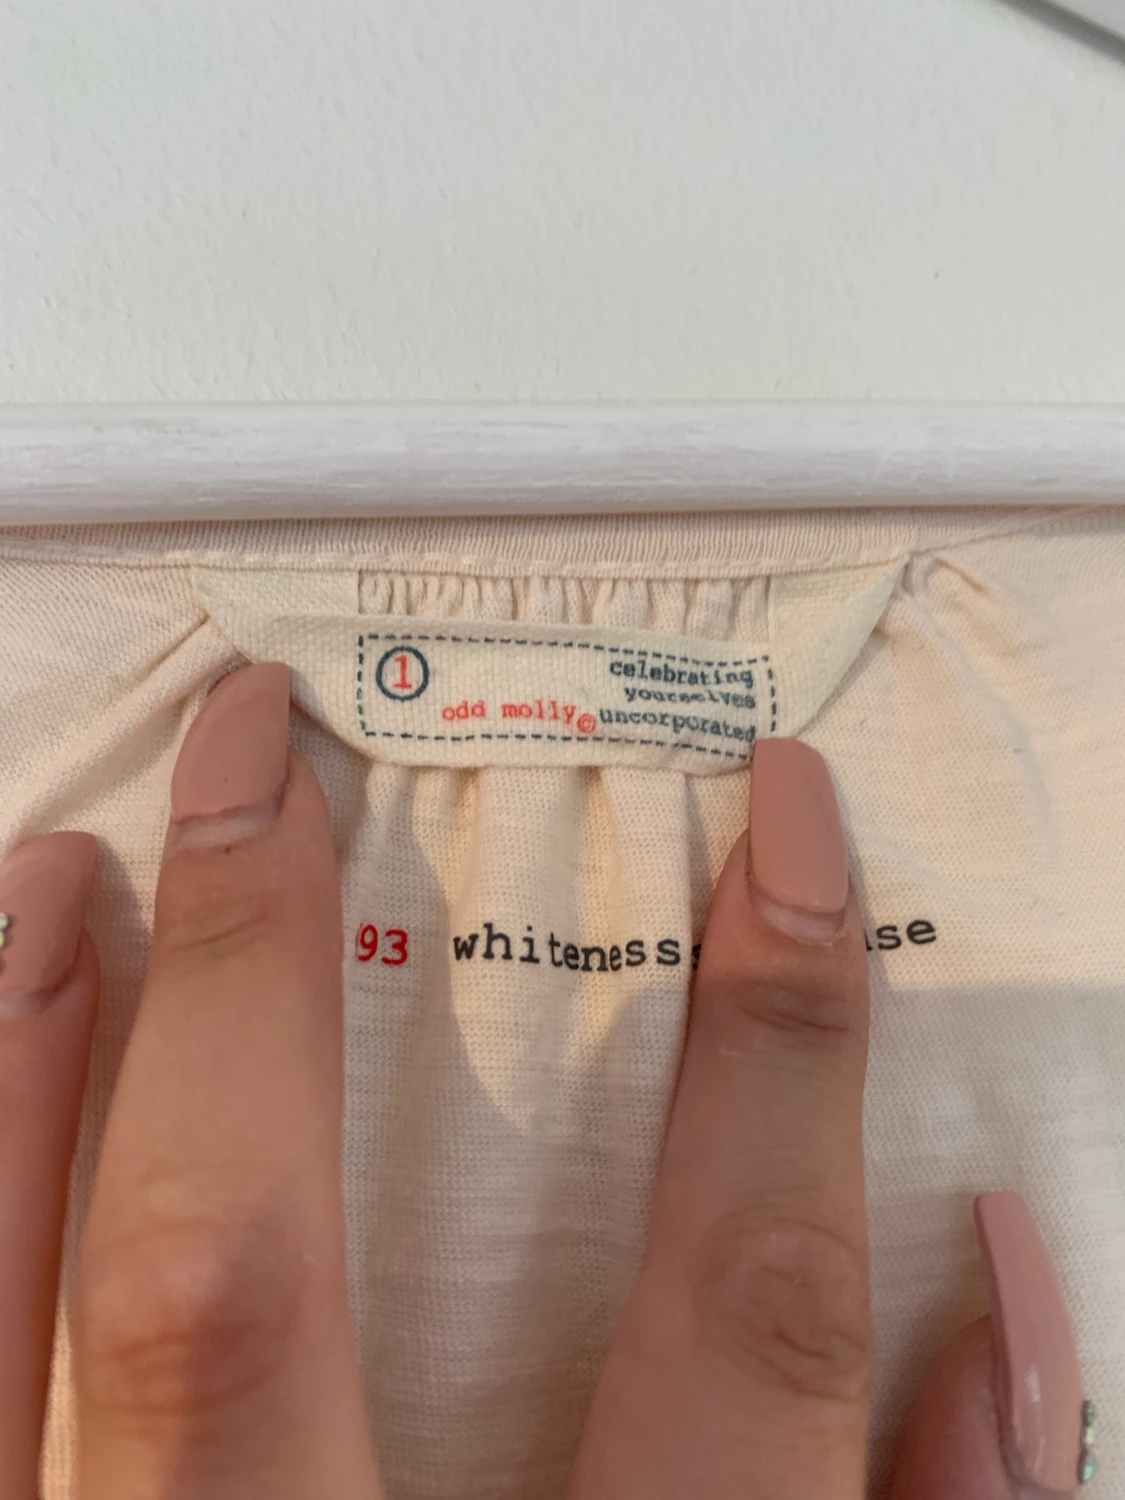 1
celebrating
yourselves
odd molly© uncorporated
93 whiteness